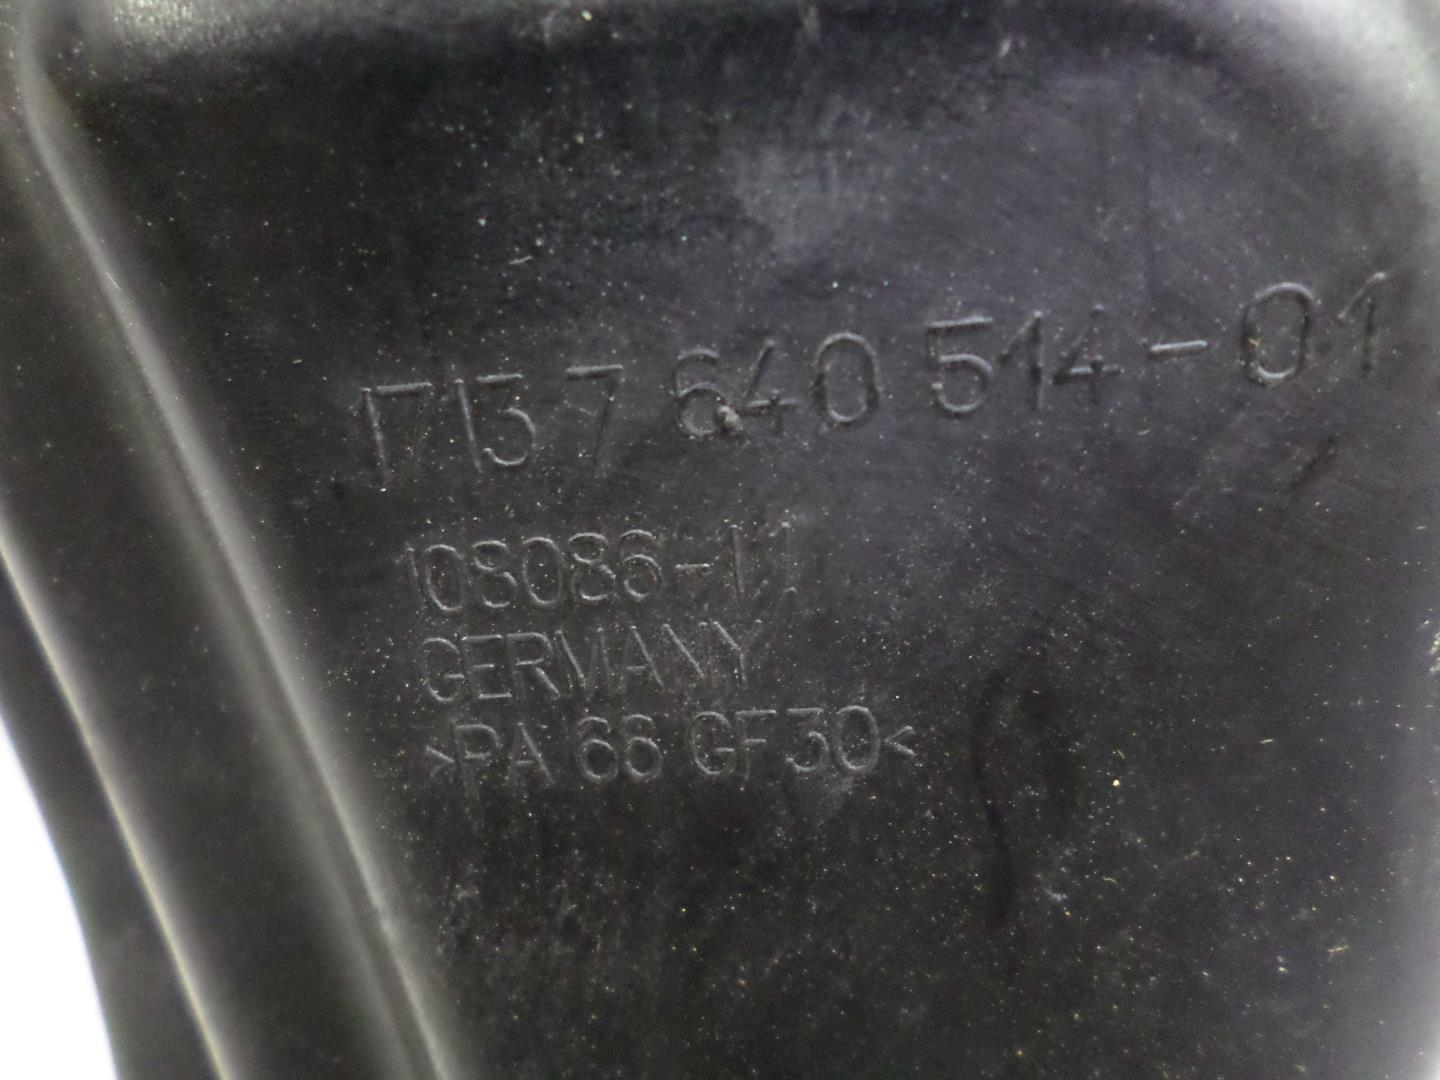 1713 7 640 514-01
108086-11
GERMANY
>PA 66 GF30<